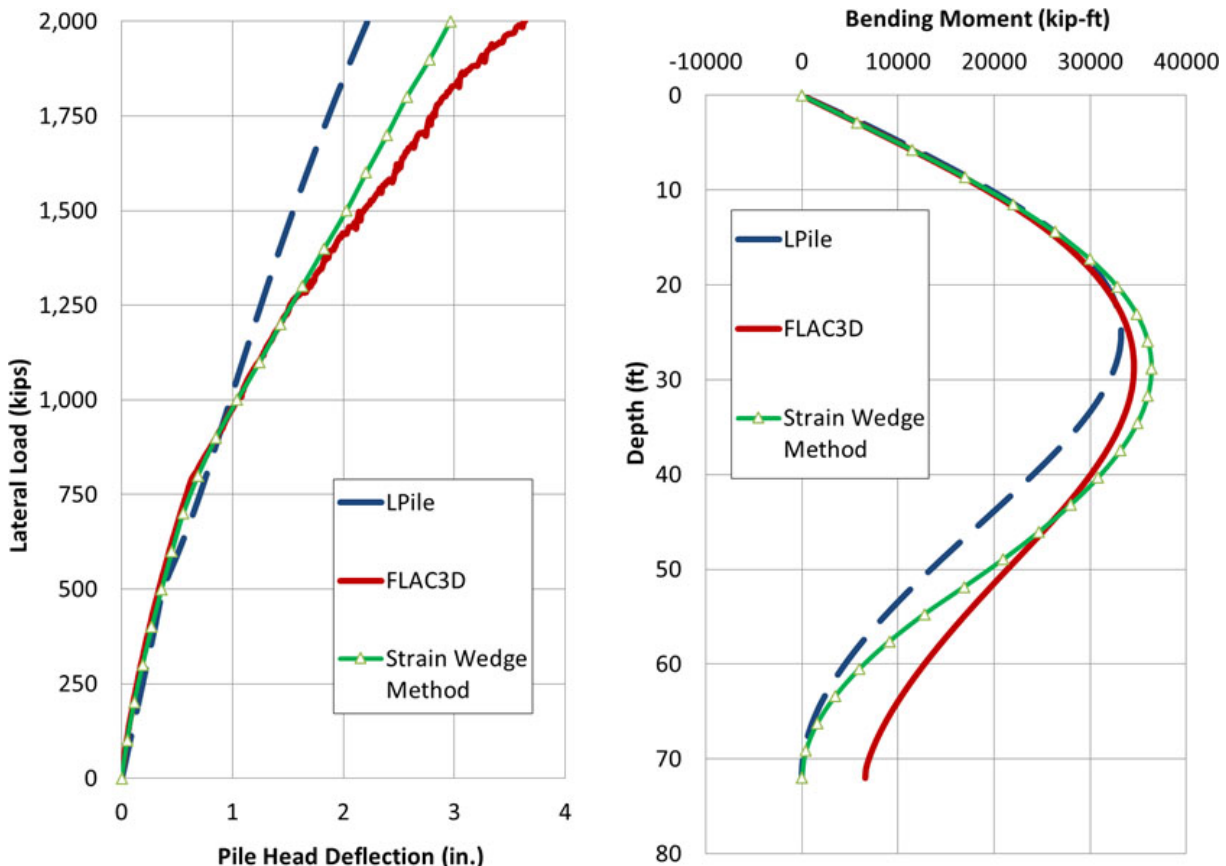 2,000
1,750
1,500
1,250
1,000
750
500
250
0
Lateral Load (kips)
0 1 2 3 4
Pile Head Deflection (in.)
LPile
FLAC3D
Strain Wedge
Method
Bending Moment (kip-ft)
-10000 0 10000 20000 30000 40000
0
10
20
30
40
50
60
70
80
Depth (ft)
LPile
FLAC3D
Strain Wedge
Method